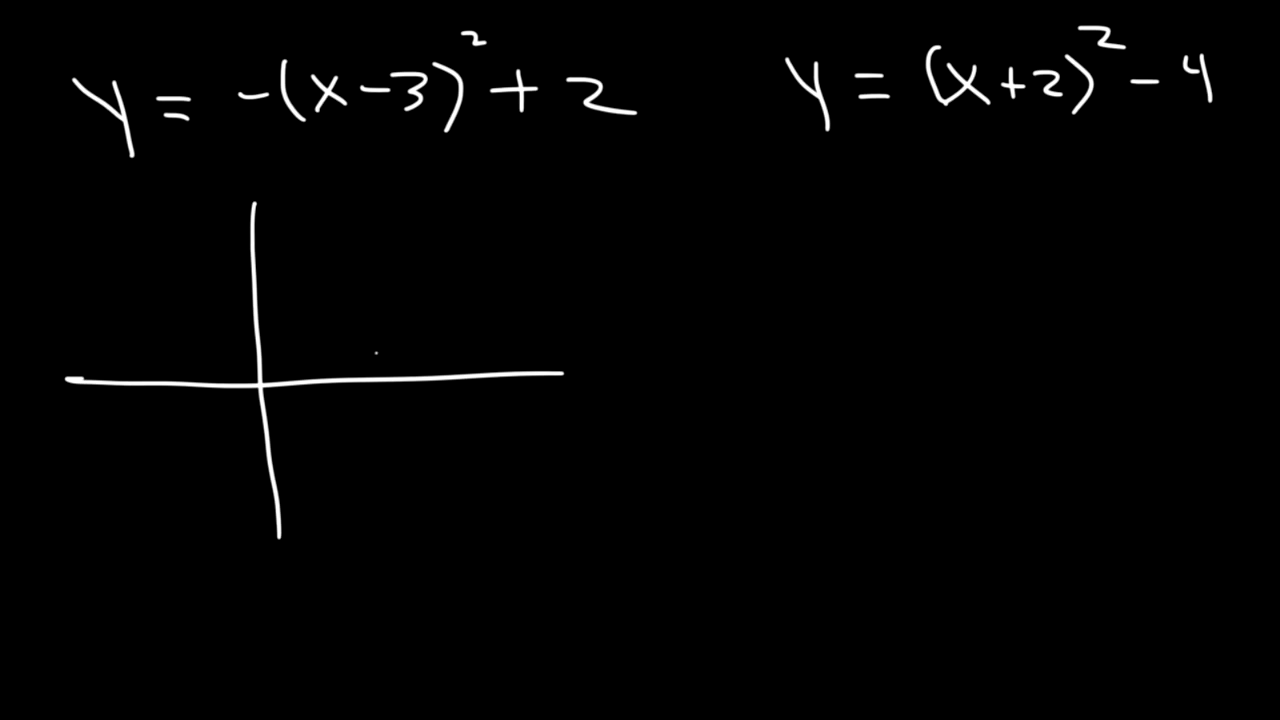 y = -(x-3)² + 2
y = (x+2)² - 4